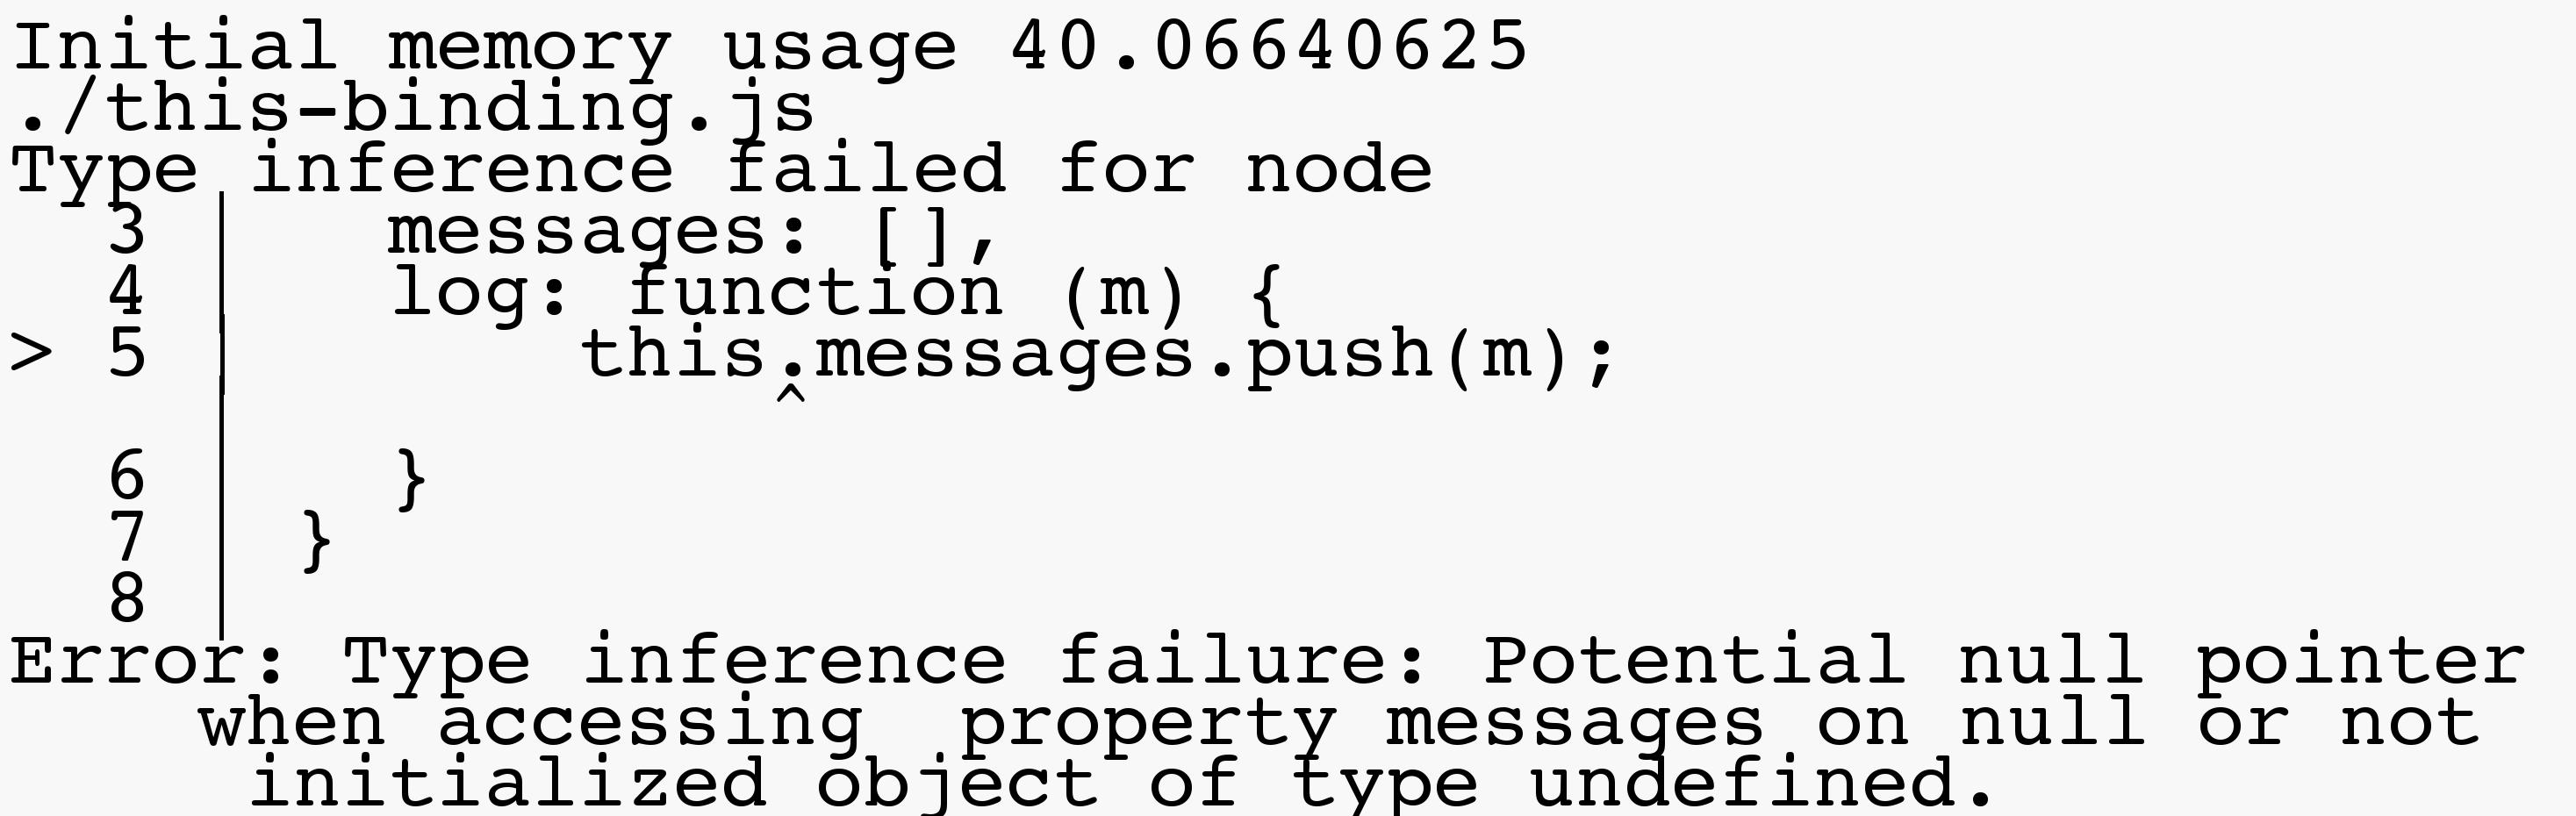 Initial memory usage 40.06640625
./this-binding.js
Type inference failed for node
  3 |   messages: [],
  4 |   log: function (m) {
> 5 |       this.messages.push(m);
    |           ^
  6 |   }
  7 | }
  8 |
Error: Type inference failure: Potential null pointer
    when accessing  property messages on null or not
     initialized object of type undefined.